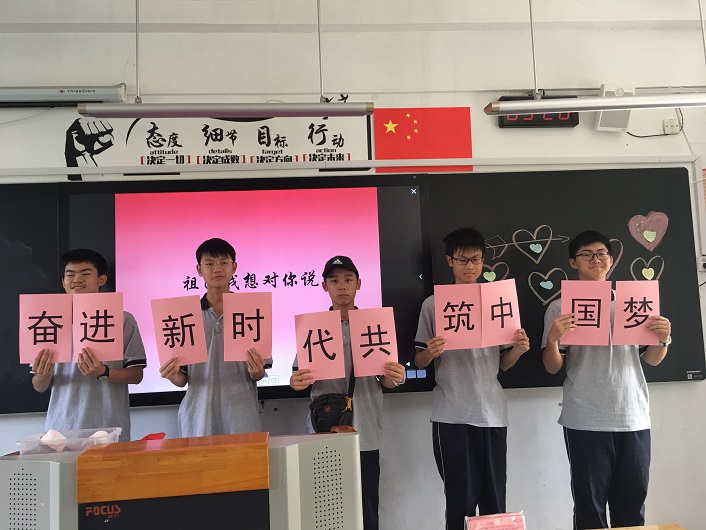 ThreeStars
态度 细节 目标 行动
attitude details target action
[决定一切] [决定成败] [决定方向] [决定未来]
祖 我想对你说
奋进新时代共筑中国梦
FOCUS